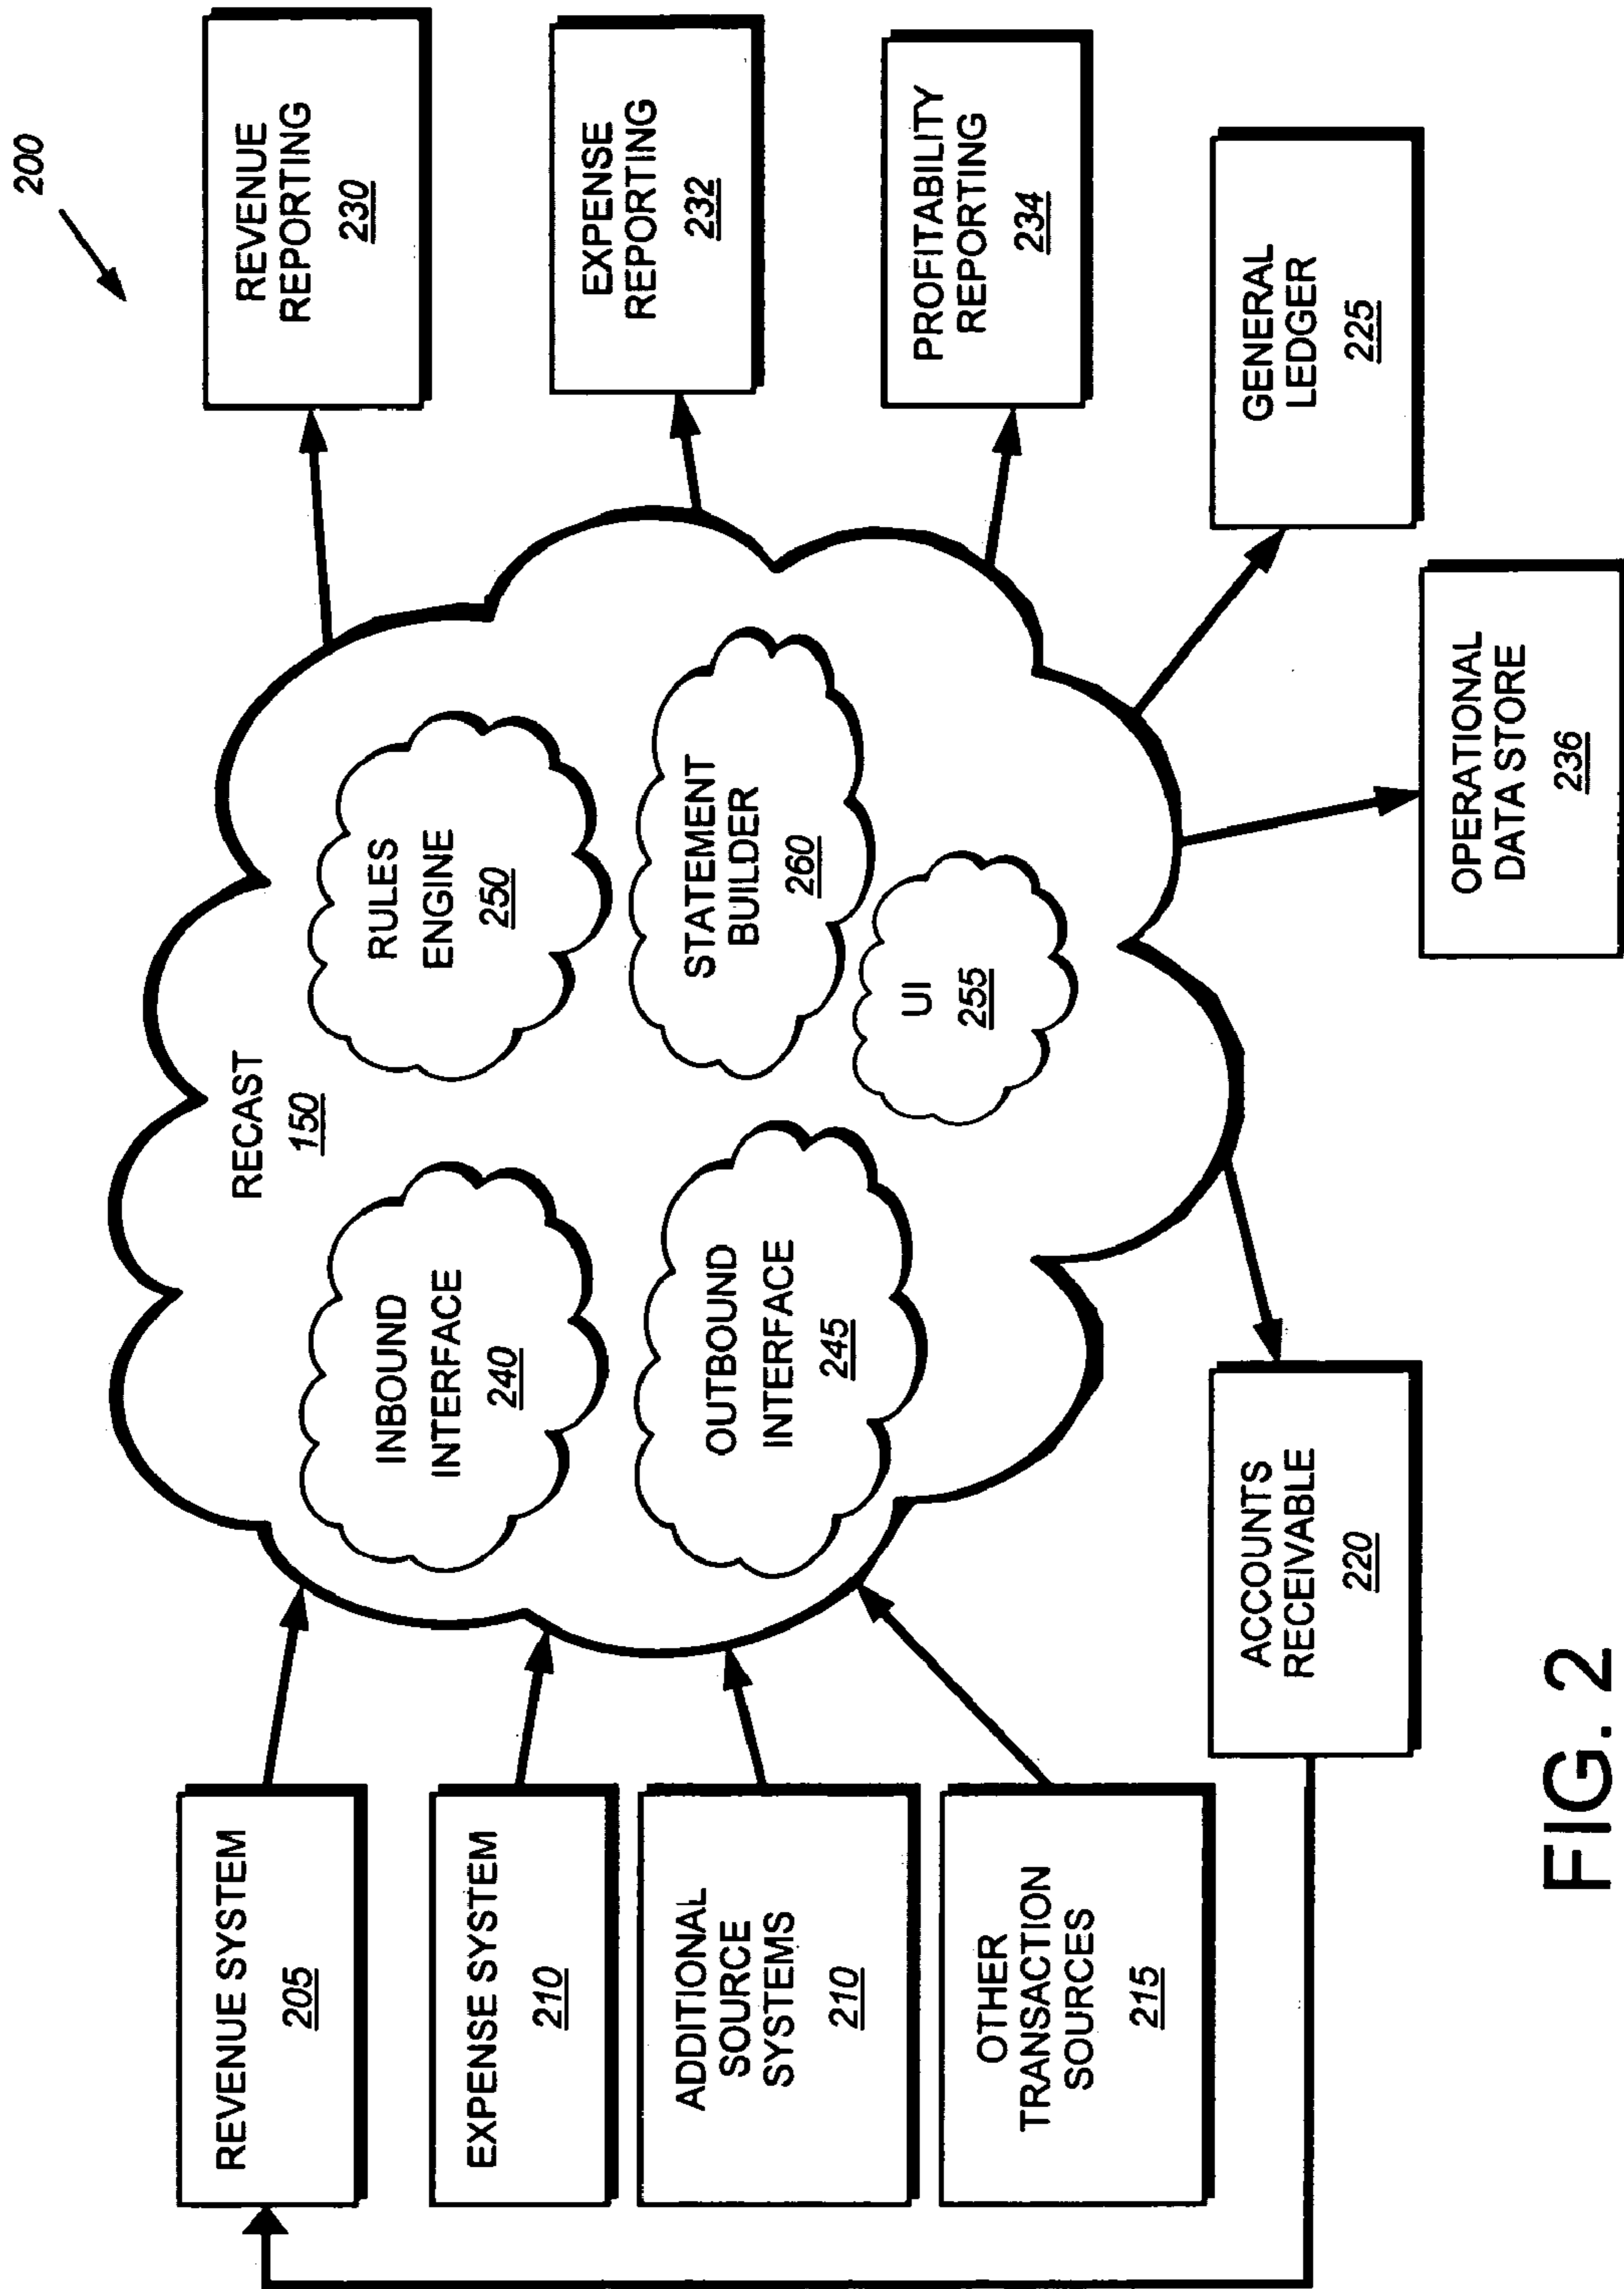 200
REVENUE SYSTEM
205
EXPENSE SYSTEM
210
ADDITIONAL
SOURCE
SYSTEMS
210
OTHER
TRANSACTION
SOURCES
215
RECAST
150
INBOUND
INTERFACE
240
RULES
ENGINE
250
OUTBOUND
INTERFACE
245
STATEMENT
BUILDER
260
UI
255
REVENUE
REPORTING
230
EXPENSE
REPORTING
232
PROFITABILITY
REPORTING
234
GENERAL
LEDGER
225
OPERATIONAL
DATA STORE
236
ACCOUNTS
RECEIVABLE
220
FIG. 2